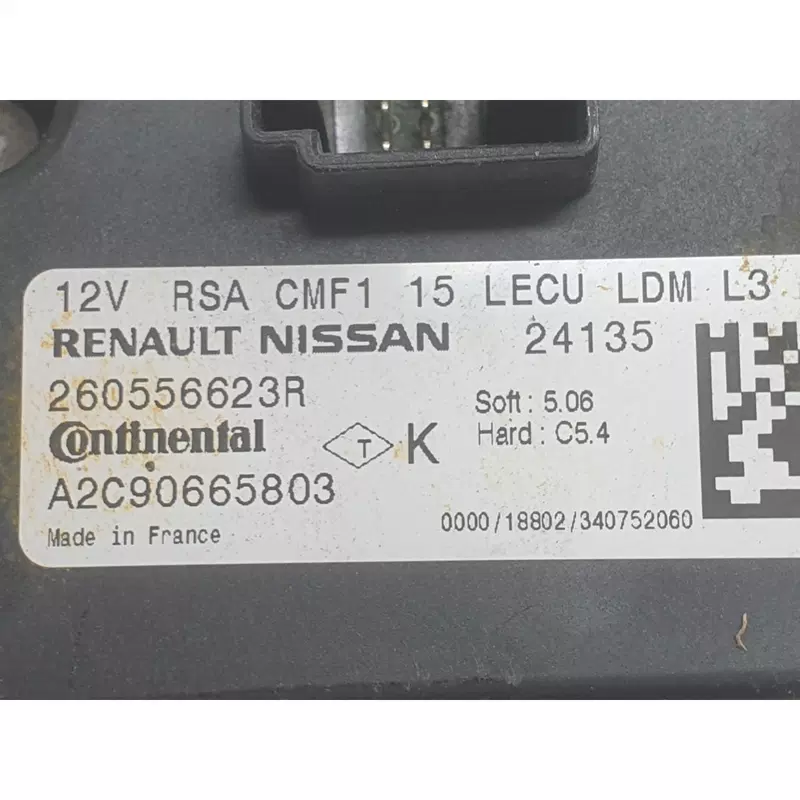 12V RSA CMF1 15 LECU LDM L3
RENAULT NISSAN 24135
260556623R
Soft : 5.06
Continental T K Hard : C5.4
A2C90665803
0000/18802/340752060
Made in France